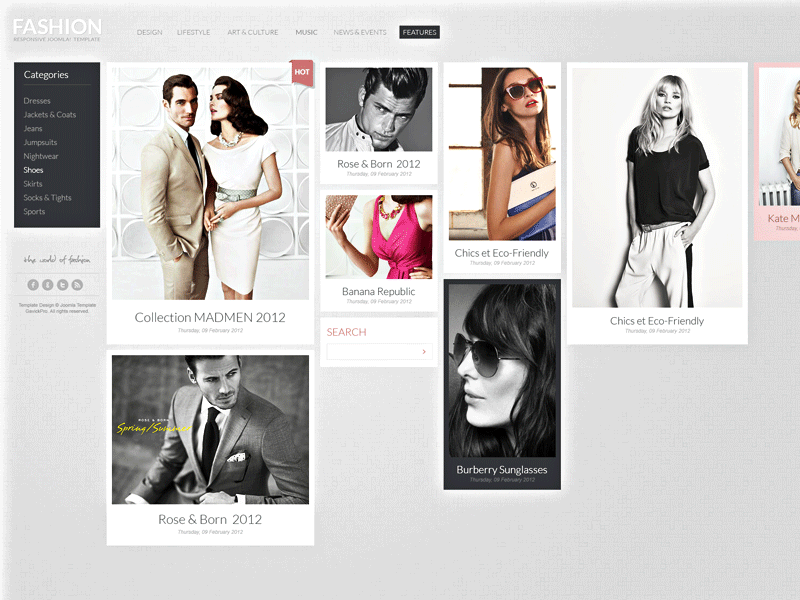 FASHION
RESPONSIVE JOOMLA! TEMPLATE
DESIGN
LIFESTYLE
ART & CULTURE
MUSIC
NEWS & EVENTS
FEATURES
Categories
Dresses
Jackets & Coats
Jeans
Jumpsuits
Nightwear
Shoes
Skirts
Socks & Tights
Sports
the world of fashion
Template Design © Joomla Template
GavickPro. All rights reserved.
HOT
Collection MADMEN 2012
Thursday, 09 February 2012
ROSE & BORN
Spring/Summer
Rose & Born 2012
Thursday, 09 February 2012
Rose & Born 2012
Thursday, 09 February 2012
Banana Republic
Thursday, 09 February 2012
SEARCH
Chics et Eco-Friendly
Thursday, 09 February 2012
Burberry Sunglasses
Thursday, 09 February 2012
Chics et Eco-Friendly
Thursday, 09 February 2012
Kate M
Thursday, 0